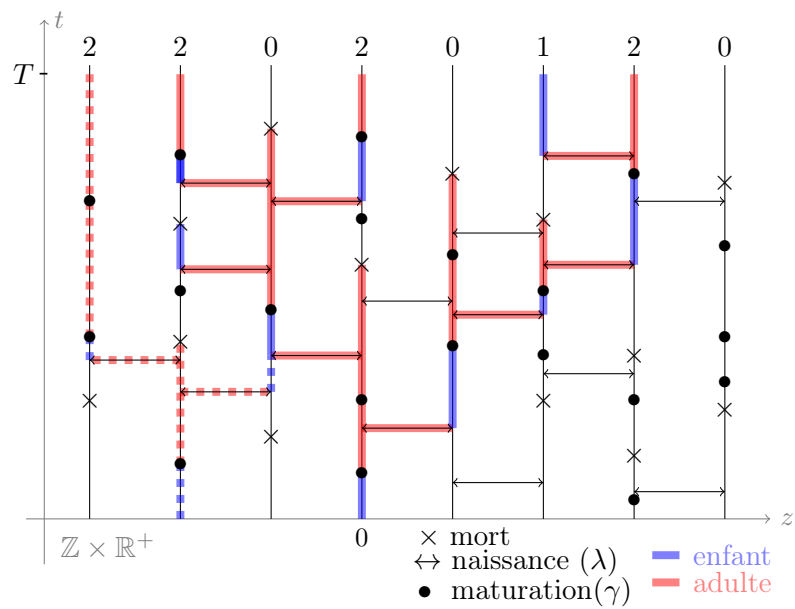 t
2 2 0 2 0 1 2 0
T
z
0
ℤ × ℝ⁺
× mort
↔ naissance (λ)
● maturation(γ)
enfant
adulte